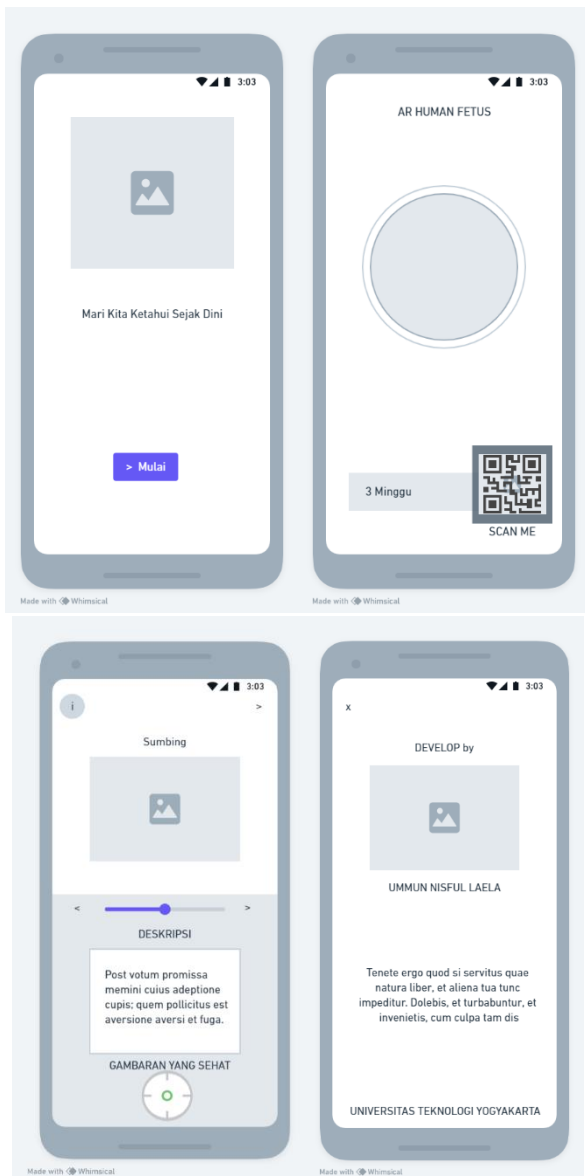 3:03
Mari Kita Ketahui Sejak Dini
> Mulai
Made with Whimsical
3:03
AR HUMAN FETUS
3 Minggu
SCAN ME
Made with Whimsical
3:03
i
>
Sumbing
<
>
DESKRIPSI
Post votum promissa
memini cuius adeptione
cupis; quem pollicitus est
aversione aversi et fuga.
GAMBARAN YANG SEHAT
Made with Whimsical
3:03
x
DEVELOP by
UMMUN NISFUL LAELA
Tenete ergo quod si servitus quae
natura liber, et aliena tua tunc
impeditur. Dolebis, et turbabuntur, et
invenietis, cum culpa tam dis
UNIVERSITAS TEKNOLOGI YOGYAKARTA
Made with Whimsical